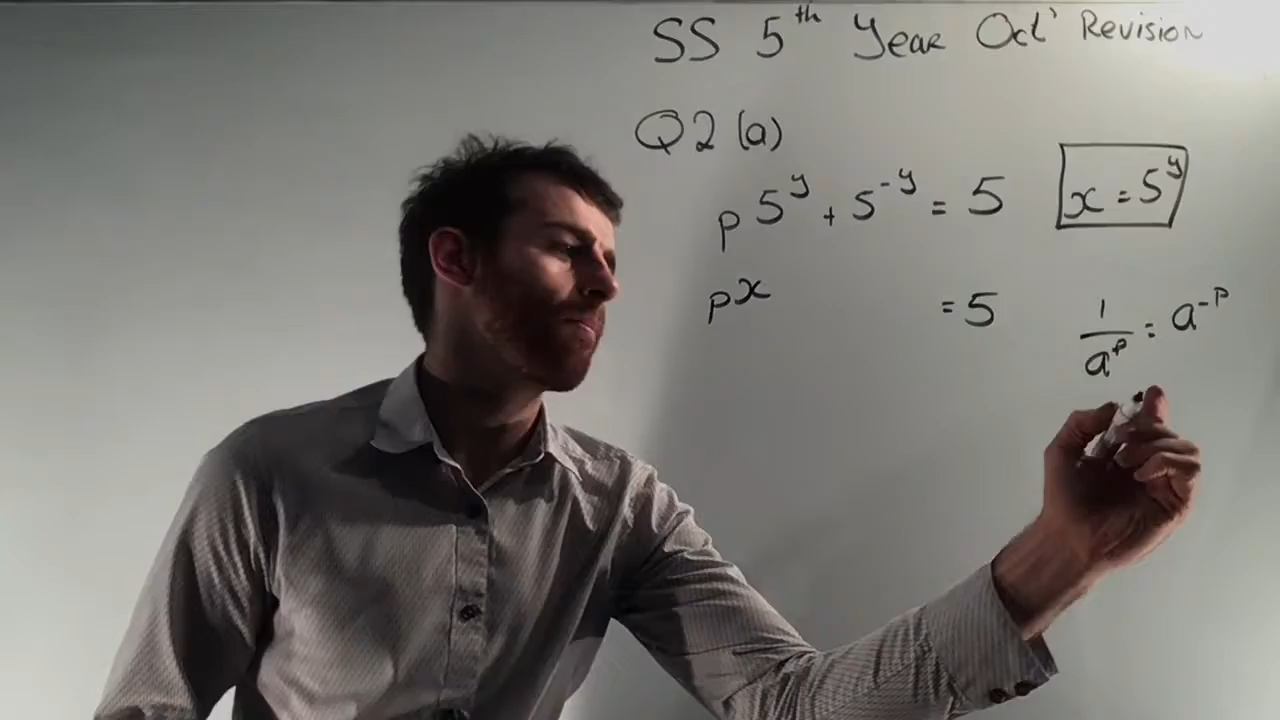 SS 5th Year Oct' Revision
Q2 (a)
p 5^y + 5^-y = 5
x = 5^y
px = 5
1/a^p = a^-p